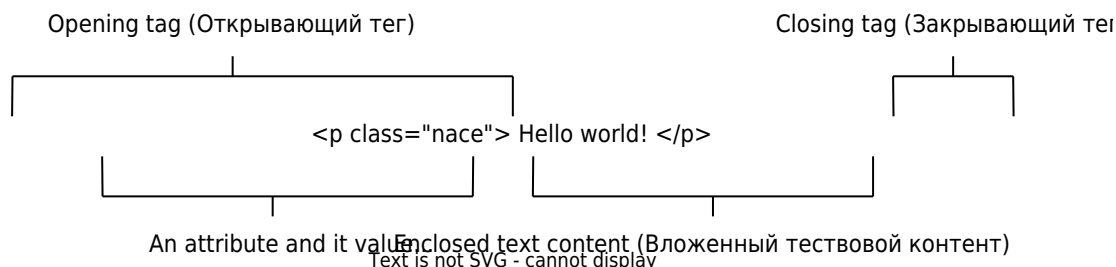 Opening tag (Открывающий тег)
Closing tag (Закрывающий тег
<p class="nace"> Hello world! </p>
An attribute and it value...
Enclosed text content (Вложенный тествовой контент)
Text is not SVG - cannot display